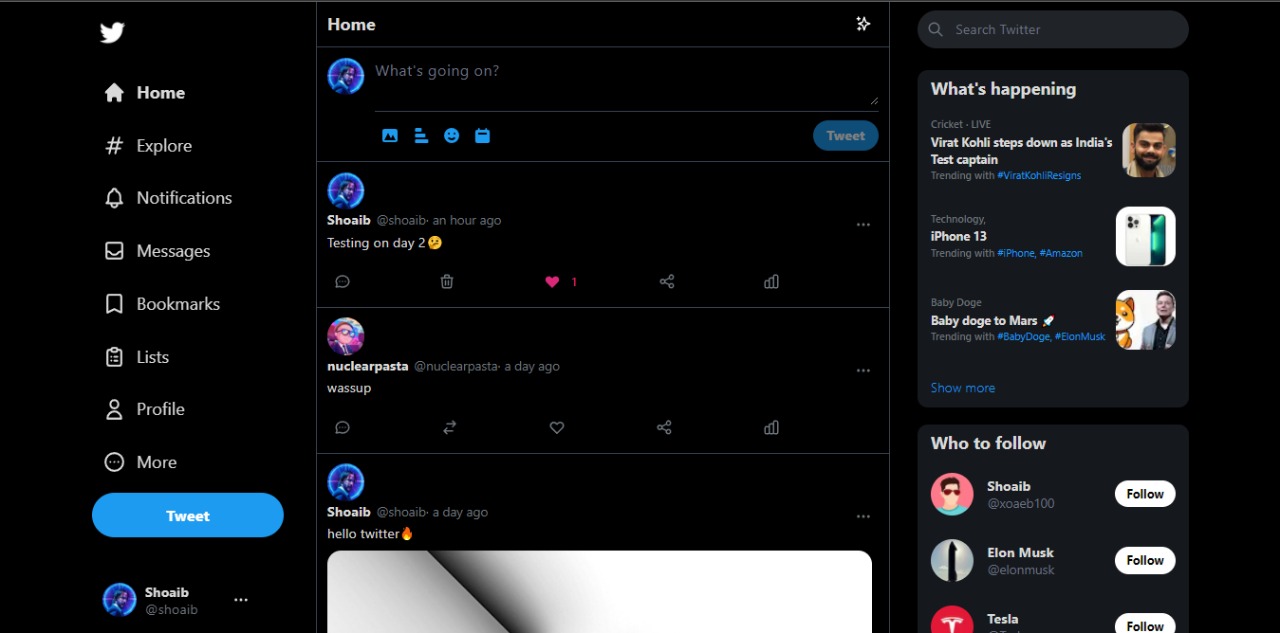 Home
Explore
Notifications
Messages
Bookmarks
Lists
Profile
More
Tweet
Shoaib
@shoaib
Home
What's going on?
Tweet
Shoaib @shoaib· an hour ago
Testing on day 2🤔
1
nuclearpasta @nuclearpasta· a day ago
wassup
Shoaib @shoaib· a day ago
hello twitter🔥
Search Twitter
What's happening
Cricket · LIVE
Virat Kohli steps down as India's
Test captain
Trending with #ViratKohliResigns
Technology,
iPhone 13
Trending with #iPhone, #Amazon
Baby Doge
Baby doge to Mars 🚀
Trending with #BabyDoge, #ElonMusk
Show more
Who to follow
Shoaib
@xoaeb100
Follow
Elon Musk
@elonmusk
Follow
Tesla
Follow